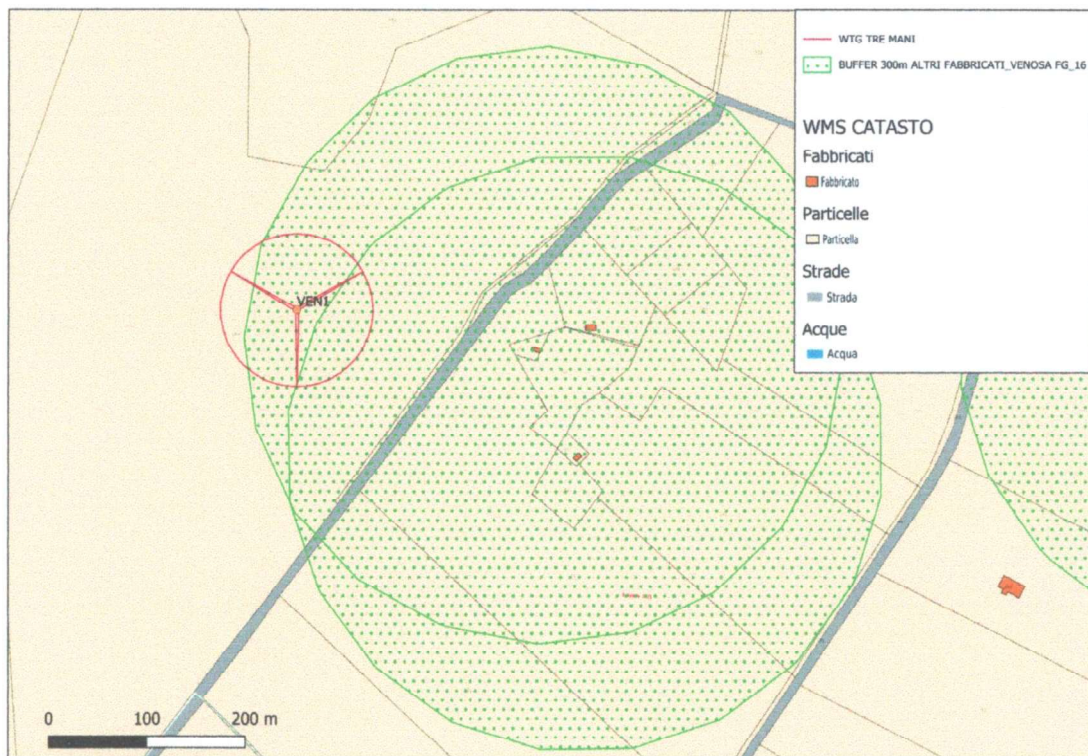 WTG TRE MANI
BUFFER 300m ALTRI FABBRICATI_VENOSA FG_16
WMS CATASTO
Fabbricati
Fabbricato
Particelle
Particella
Strade
Strada
Acque
Acqua
VEN1
0 100 200 m